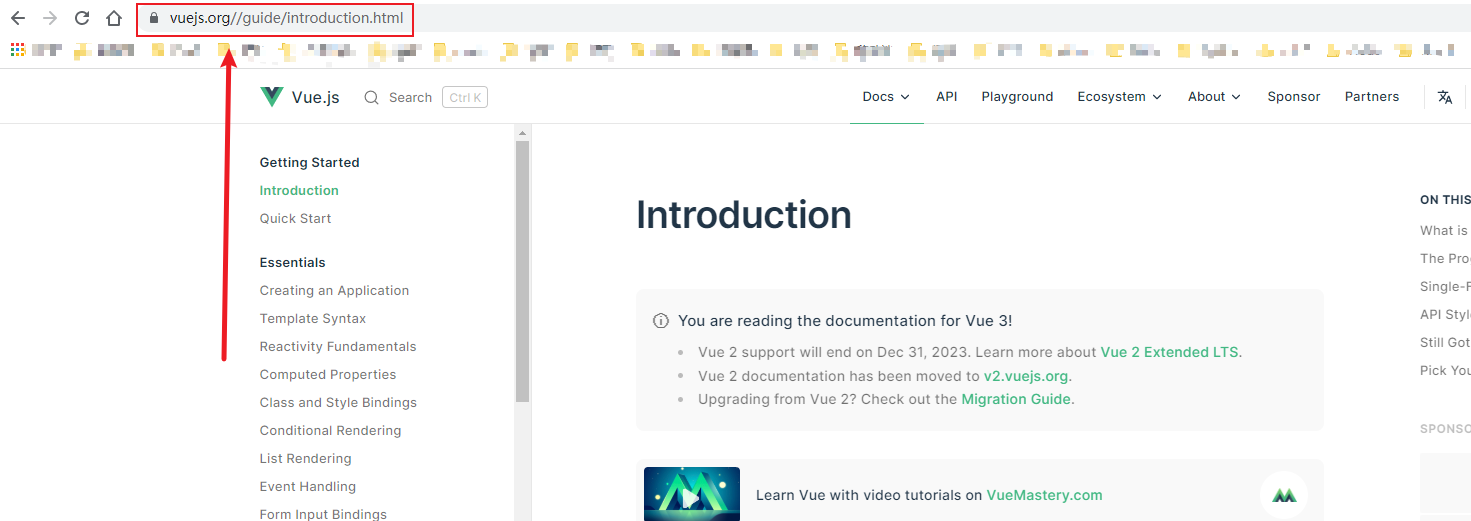 vuejs.org//guide/introduction.html
Vue.js Search Ctrl K Docs API Playground Ecosystem About Sponsor Partners
Getting Started
Introduction
Quick Start
Essentials
Creating an Application
Template Syntax
Reactivity Fundamentals
Computed Properties
Class and Style Bindings
Conditional Rendering
List Rendering
Event Handling
Form Input Bindings
Introduction
You are reading the documentation for Vue 3!
Vue 2 support will end on Dec 31, 2023. Learn more about Vue 2 Extended LTS.
Vue 2 documentation has been moved to v2.vuejs.org.
Upgrading from Vue 2? Check out the Migration Guide.
Learn Vue with video tutorials on VueMastery.com
ON THIS
What is
The Pro
Single-F
API Style
Still Got
Pick You
SPONSO